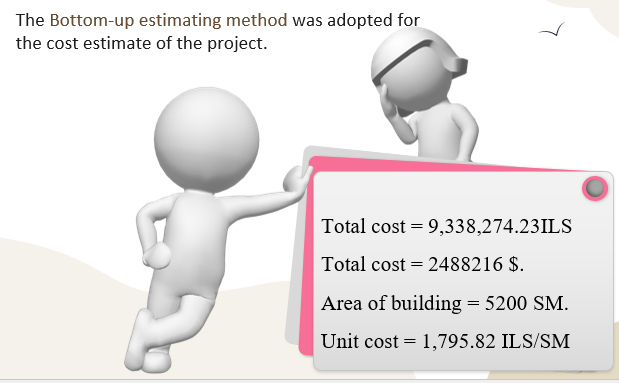 The Bottom-up estimating method was adopted for
the cost estimate of the project.
Total cost = 9,338,274.23ILS
Total cost = 2488216 $.
Area of building = 5200 SM.
Unit cost = 1,795.82 ILS/SM